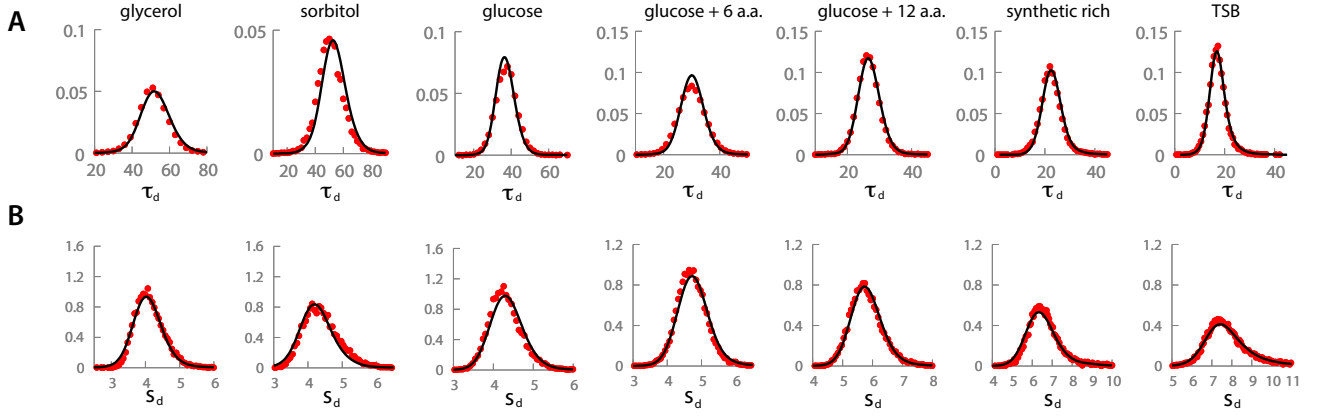 A
glycerol sorbitol glucose glucose + 6 a.a. glucose + 12 a.a. synthetic rich TSB
0.1 0.05 0.1 0.15 0.15 0.15 0.15
0.1 0.1 0.1 0.1
0.05 0.05
0.05 0.05 0.05 0.05
0 0 0 0 0 0 0
20 40 60 80 20 40 60 80 20 40 60 20 40 20 40 0 20 40 0 20 40
τd τd τd τd τd τd τd
B
1.6 1.6 1.6 1.2 1.2 1.2 1.2
1.2 1.2 1.2
0.8 0.8 0.8 0.8
0.8 0.8 0.8
0.4 0.4 0.4 0.4 0.4 0.4 0.4
0 0 0.0 0 0 0 0
3 4 5 6 3 4 5 6 3 4 5 6 3 4 5 6 4 5 6 7 8 4 5 6 7 8 9 10 5 6 7 8 9 10 11
Sd Sd Sd Sd Sd Sd Sd